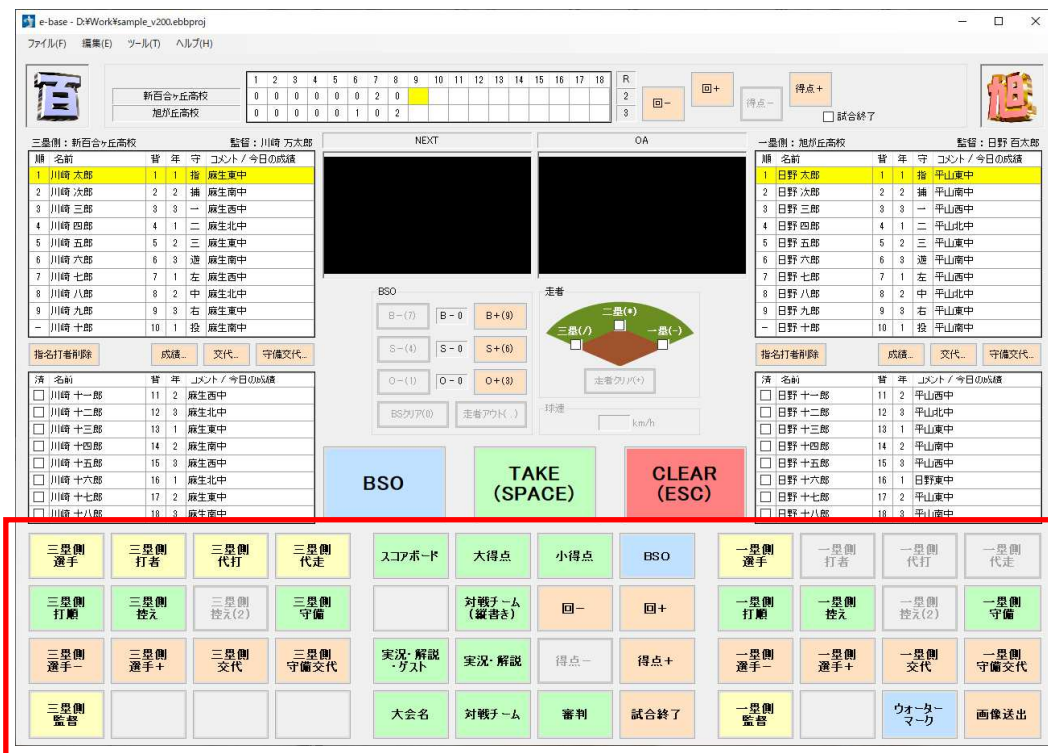 e-base - D:¥Work¥sample_v200.ebbproj
ファイル(F) 編集(E) ツール(T) ヘルプ(H)
百
1 2 3 4 5 6 7 8 9 10 11 12 13 14 15 16 17 18 R
新百合ヶ丘高校 0 0 0 0 0 0 2 0 2
旭が丘高校 0 0 0 0 0 1 0 2 3
回- 回+ 得点- 得点+
試合終了
旭
三塁側:新百合ヶ丘高校 監督:川崎 万太郎
順 名前 背 年 守 コメント / 今日の成績
1 川崎 太郎 1 1 指 麻生東中
2 川崎 次郎 2 2 捕 麻生南中
3 川崎 三郎 3 3 一 麻生西中
4 川崎 四郎 4 1 二 麻生北中
5 川崎 五郎 5 2 三 麻生東中
6 川崎 六郎 6 3 遊 麻生南中
7 川崎 七郎 7 1 左 麻生西中
8 川崎 八郎 8 2 中 麻生北中
9 川崎 九郎 9 3 右 麻生東中
- 川崎 十郎 10 1 投 麻生南中
指名打者削除 成績... 交代... 守備交代...
済 名前 背 年 コメント / 今日の成績
川崎 十一郎 11 2 麻生西中
川崎 十二郎 12 3 麻生北中
川崎 十三郎 13 1 麻生東中
川崎 十四郎 14 2 麻生南中
川崎 十五郎 15 3 麻生西中
川崎 十六郎 16 1 麻生北中
川崎 十七郎 17 2 麻生東中
川崎 十八郎 18 3 麻生南中
NEXT OA
BSO
B-(7) B - 0 B+(9)
S-(4) S - 0 S+(6)
O-(1) O - 0 O+(3)
BSクリア(0) 走者アウト(.)
走者
二塁(*)
三塁(/) 一塁(-)
走者クリア(+)
球速
km/h
BSO
TAKE
(SPACE)
CLEAR
(ESC)
一塁側:旭が丘高校 監督:日野 百太郎
順 名前 背 年 守 コメント / 今日の成績
1 日野 太郎 1 1 指 平山東中
2 日野 次郎 2 2 捕 平山南中
3 日野 三郎 3 3 一 平山西中
4 日野 四郎 4 1 二 平山北中
5 日野 五郎 5 2 三 平山東中
6 日野 六郎 6 3 遊 平山南中
7 日野 七郎 7 1 左 平山西中
8 日野 八郎 8 2 中 平山北中
9 日野 九郎 9 3 右 平山東中
- 日野 十郎 10 1 投 平山南中
指名打者削除 成績... 交代... 守備交代...
済 名前 背 年 コメント / 今日の成績
日野 十一郎 11 2 平山西中
日野 十二郎 12 3 平山北中
日野 十三郎 13 1 平山東中
日野 十四郎 14 2 平山南中
日野 十五郎 15 3 平山西中
日野 十六郎 16 1 日野東中
日野 十七郎 17 2 平山東中
日野 十八郎 18 3 平山南中
三塁側 三塁側 三塁側 三塁側
選手 打者 代打 代走
三塁側 三塁側 三塁側 三塁側
打順 控え 控え(2) 守備
三塁側 三塁側 三塁側 三塁側
選手- 選手+ 交代 守備交代
三塁側
監督
スコアボード 大得点 小得点 BSO
対戦チーム
(縦書き)
回- 回+
実況・解説
・ゲスト
実況・解説 得点- 得点+
大会名 対戦チーム 審判 試合終了
一塁側 一塁側 一塁側 一塁側
選手 打者 代打 代走
一塁側 一塁側 一塁側 一塁側
打順 控え 控え(2) 守備
一塁側 一塁側 一塁側 一塁側
選手- 選手+ 交代 守備交代
一塁側
監督
ウォーター
マーク
画像送出